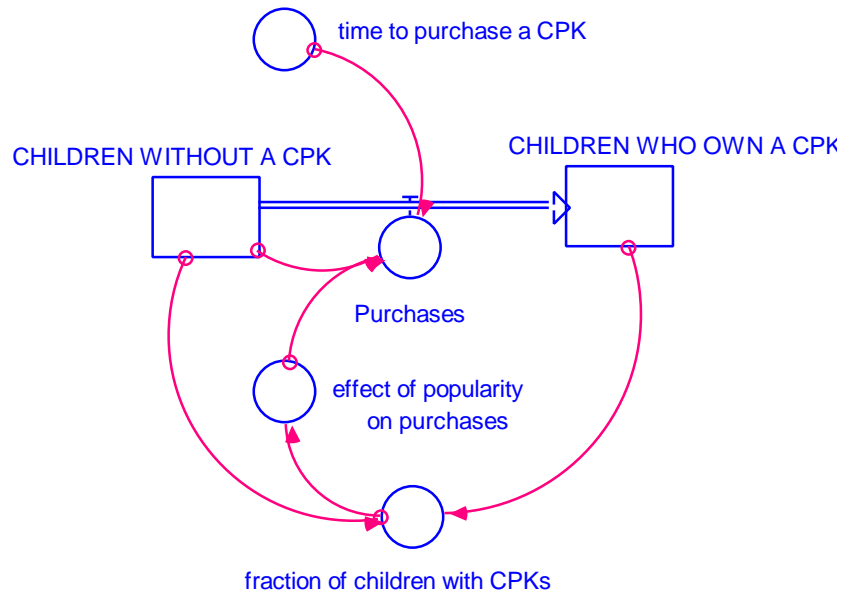 time to purchase a CPK
CHILDREN WITHOUT A CPK
CHILDREN WHO OWN A CPK
Purchases
effect of popularity
on purchases
fraction of children with CPKs